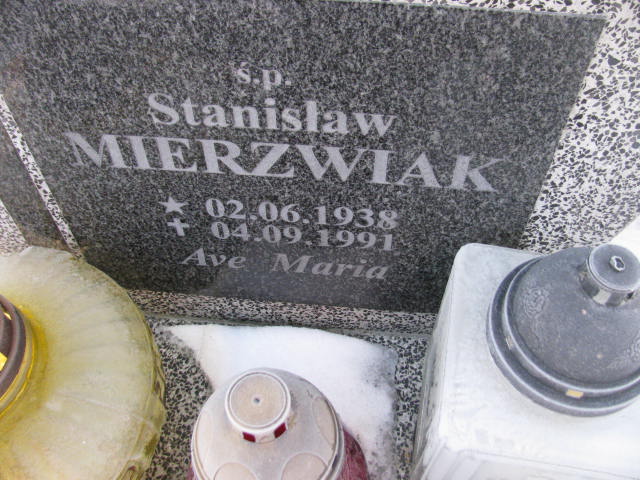 ś.p.
Stanisław
MIERZWIAK
★ 02.06.1938
✝ 04.09.1991
Ave Maria